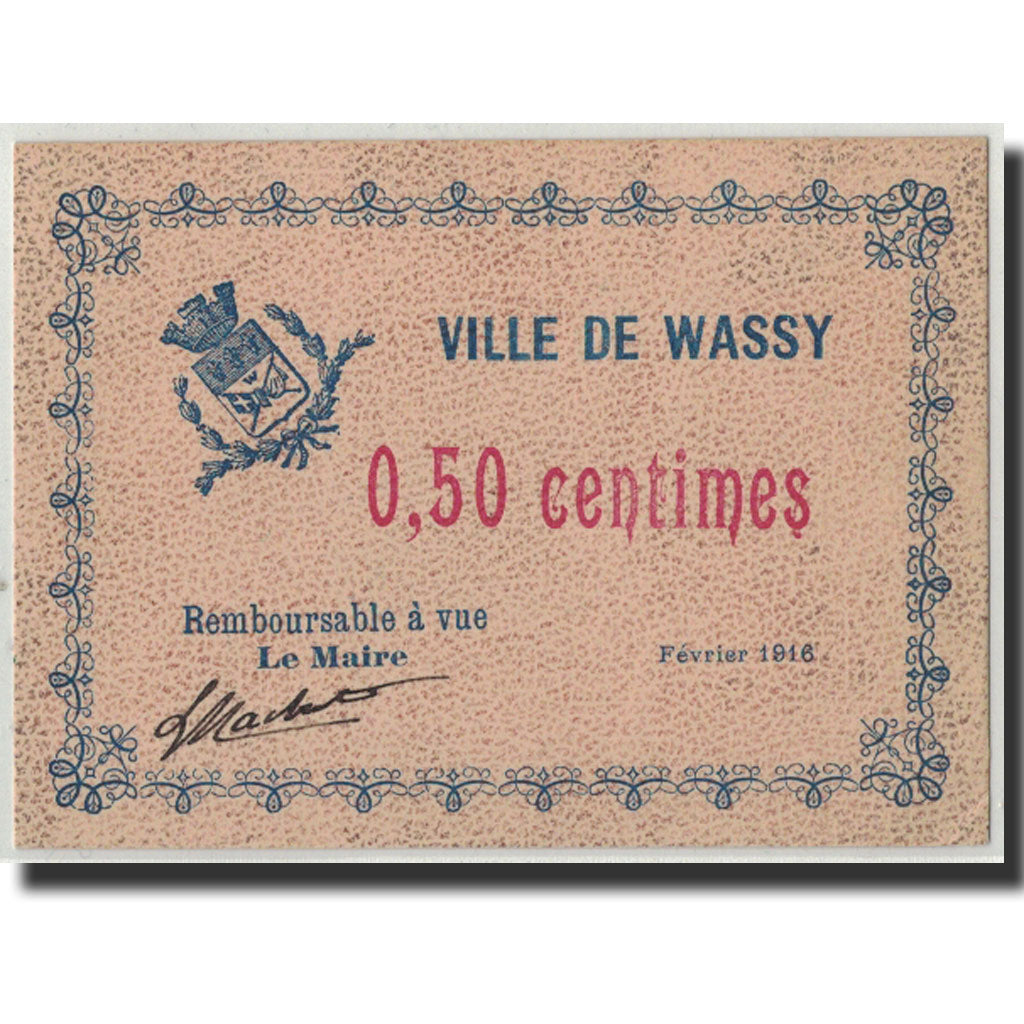 VILLE DE WASSY
0,50 centimes
Remboursable à vue
Le Maire
Février 1916